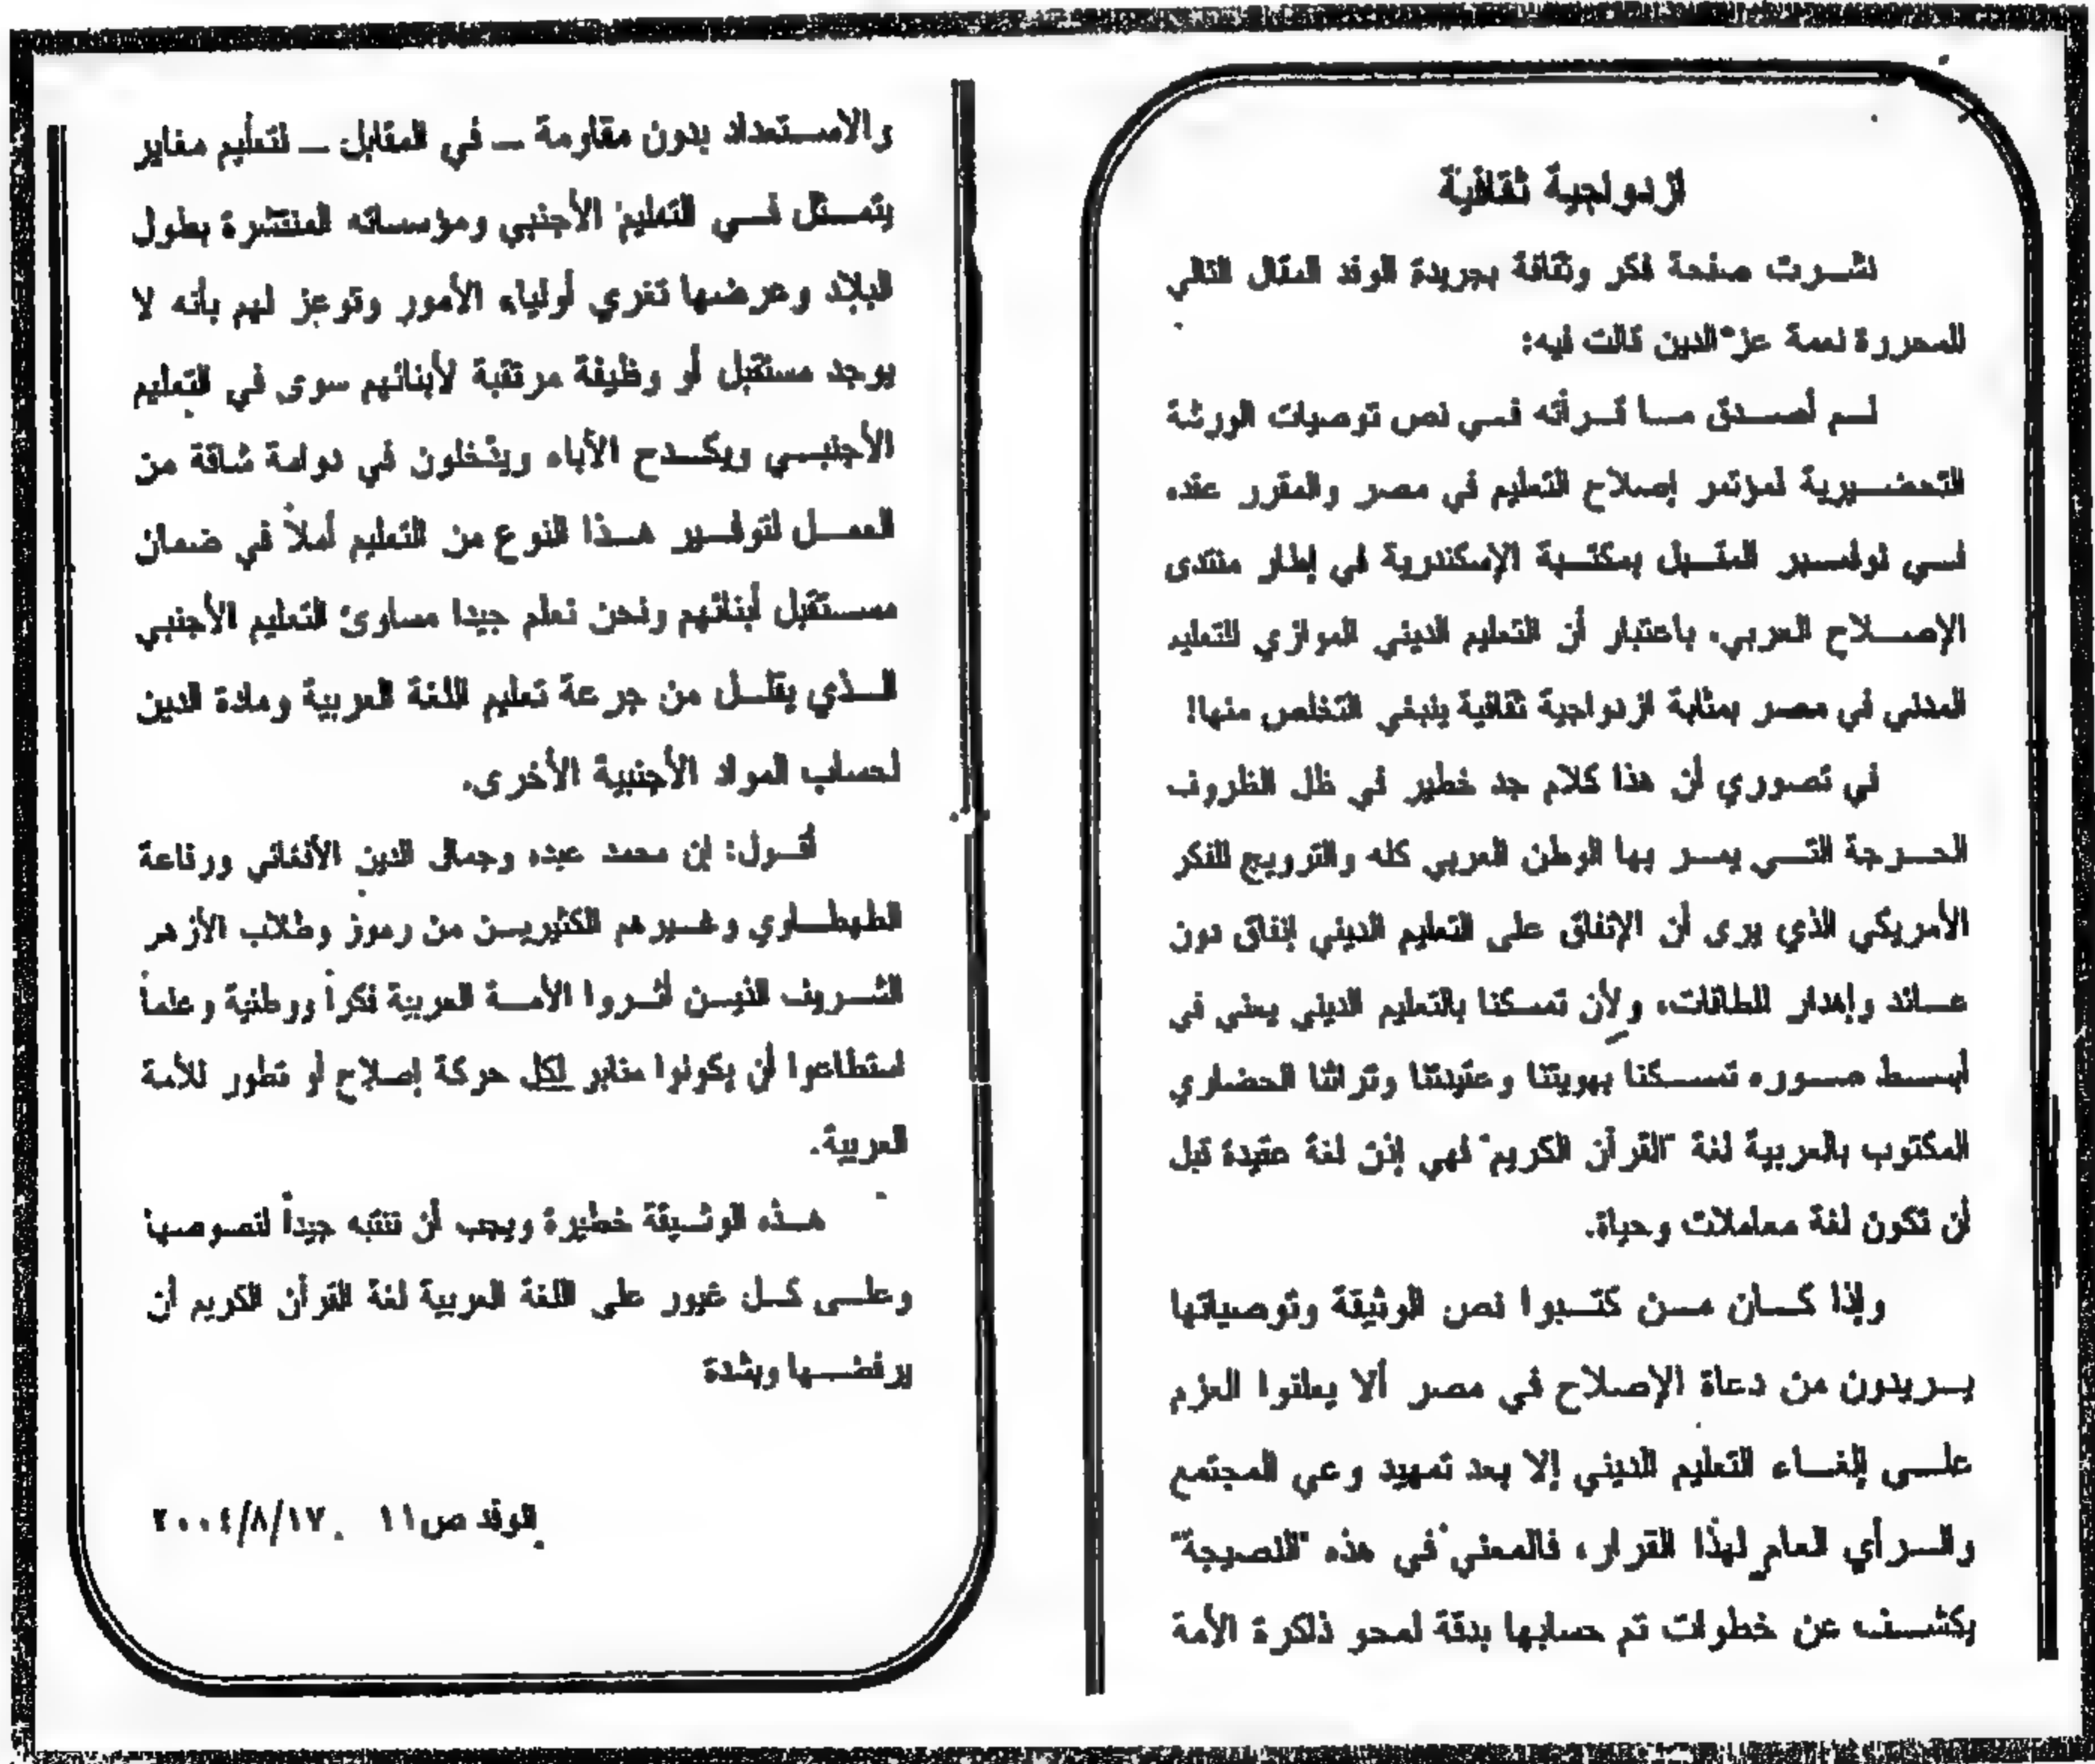 ازدواجية ثقافية
نشرت صفحة فكر وثقافة بجريدة الوفد المقال التالي
للمحررة نعمة عز الدين قالت فيه:
لم أصدق ما قرأته في نص توصيات الورشة
التحضيرية لمؤتمر إصلاح التعليم في مصر والمقرر عقده
في نوفمبر المقبل بمكتبة الإسكندرية في إطار منتدى
الإصلاح العربي، باعتبار أن التعليم الديني الموازي للتعليم
المدني في مصر بمثابة ازدواجية ثقافية ينبغي التخلص منها!
في تصوري أن هذا كلام جد خطير في ظل الظروف
الحرجة التي يمر بها الوطن العربي كله والترويج للفكر
الأمريكي الذي يرى أن الإنفاق على التعليم الديني إنفاق دون
عائد وإهدار للطاقات، ولأن تمسكنا بالتعليم الديني يعني في
أبسط صوره تمسكنا بهويتنا وعقيدتنا وتراثنا الحضاري
المكتوب بالعربية لغة "القرآن الكريم" فهي إذن لغة عقيدة قبل
أن تكون لغة معاملات وحياة.
وإذا كان من كتبوا نص الوثيقة وتوصياتها
يريدون من دعاة الإصلاح في مصر ألا يعلنوا العزم
على إلغاء التعليم الديني إلا بعد تمهيد وعي المجتمع
والرأي العام لهذا القرار، فالمعني في هذه "النصيحة"
يكشف عن خطوات تم حسابها بدقة لمحو ذاكرة الأمة
والاستعداد بدون مقاومة – في المقابل – لتعليم مغاير
يتمثل في التعليم الأجنبي ومؤسساته المنتشرة بطول
البلاد وعرضها تغري أولياء الأمور وتوعز لهم بأنه لا
يوجد مستقبل أو وظيفة مرتقبة لأبنائهم سوى في التعليم
الأجنبي ويكدح الأباء ويدخلون في دوامة شاقة من
العمل لتوفير هذا النوع من التعليم أملاً في ضمان
مستقبل أبنائهم ونحن نعلم جيدا مساوئ التعليم الأجنبي
الذي يقلل من جرعة تعليم اللغة العربية ومادة الدين
لحساب المواد الأجنبية الأخرى.
أقول: إن محمد عبده وجمال الدين الأفغاني ورفاعة
الطهطاوي وغيرهم الكثيرين من رموز وطلاب الأزهر
الشريف الذين أثروا الأمة العربية فكراً ووطنية وعلماً
استطاعوا أن يكونوا منابر لكل حركة إصلاح أو تطور للأمة
العربية.
هذه الوثيقة خطيرة ويجب أن ننتبه جيداً لنصوصها
وعلى كل غيور على اللغة العربية لغة القرآن الكريم أن
يرفضها وبشدة
الوفد ص١١ ٢٠٠٤/٨/١٧